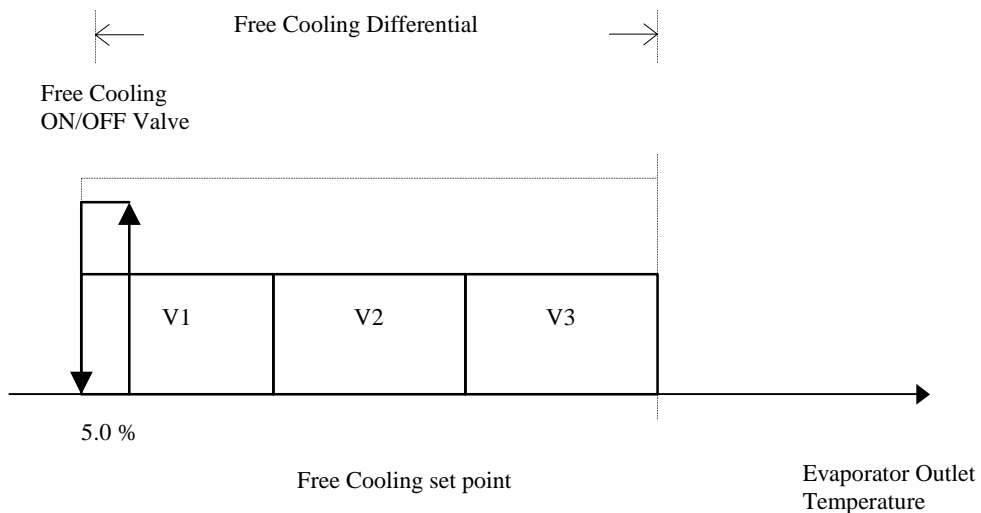 Free Cooling Differential
Free Cooling
ON/OFF Valve
V1
V2
V3
5.0 %
Free Cooling set point
Evaporator Outlet
Temperature